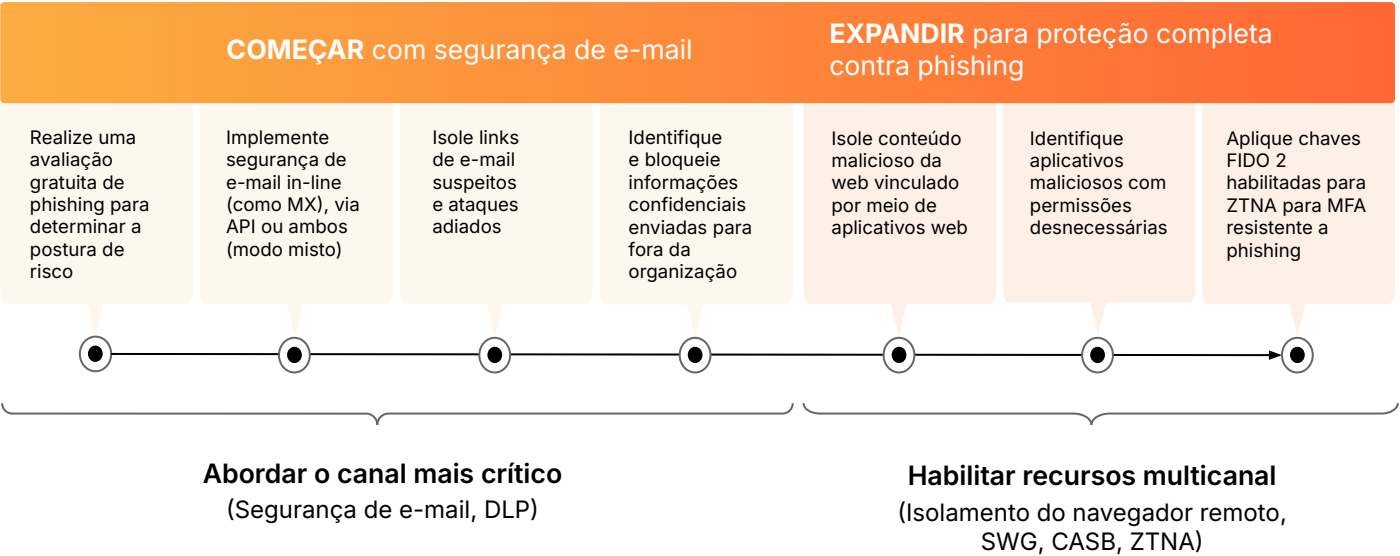 COMEÇAR com segurança de e-mail
EXPANDIR para proteção completa
contra phishing
Realize uma
avaliação
gratuita de
phishing para
determinar a
postura de
risco
Implemente
segurança de
e-mail in-line
(como MX), via
API ou ambos
(modo misto)
Isole links
de e-mail
suspeitos
e ataques
adiados
Identifique
e bloqueie
informações
confidenciais
enviadas para
fora da
organização
Isole conteúdo
malicioso da
web vinculado
por meio de
aplicativos web
Identifique
aplicativos
maliciosos com
permissões
desnecessárias
Aplique chaves
FIDO 2
habilitadas para
ZTNA para MFA
resistente a
phishing
Abordar o canal mais crítico
(Segurança de e-mail, DLP)
Habilitar recursos multicanal
(Isolamento do navegador remoto,
SWG, CASB, ZTNA)